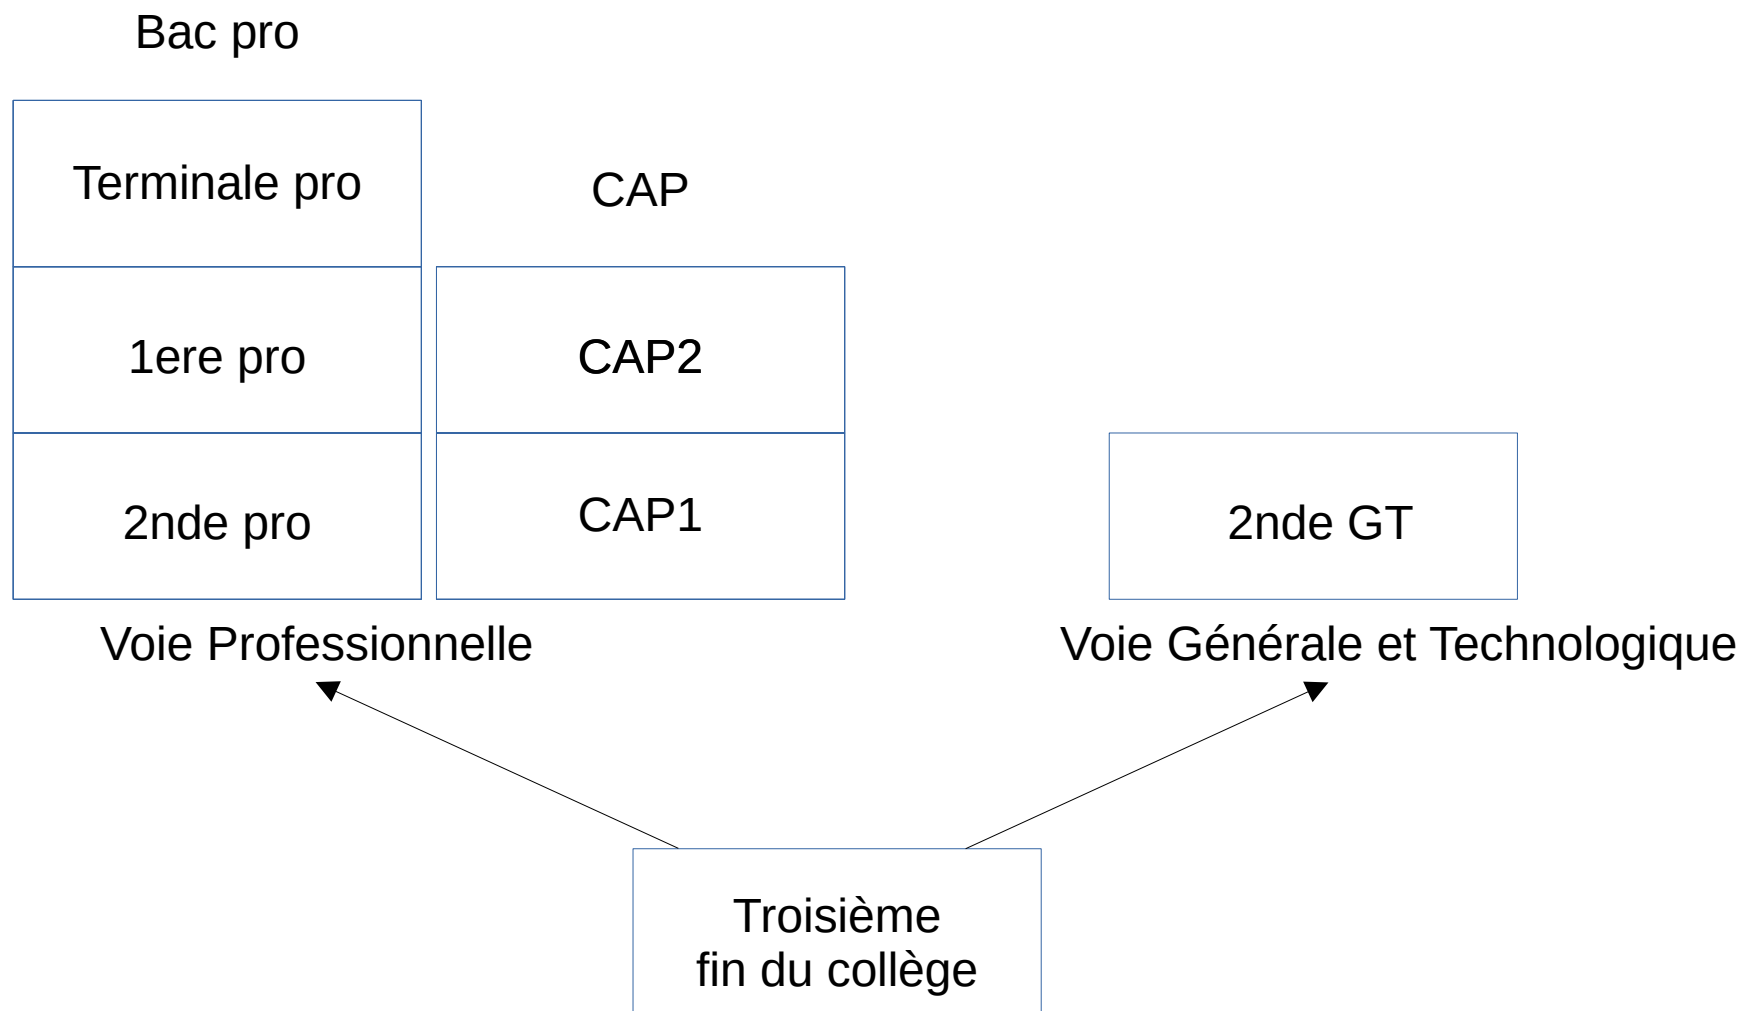 Bac pro
Terminale pro
CAP
1ere pro
CAP2
2nde pro
CAP1
2nde GT
Voie Professionnelle
Voie Générale et Technologique
Troisième
fin du collège